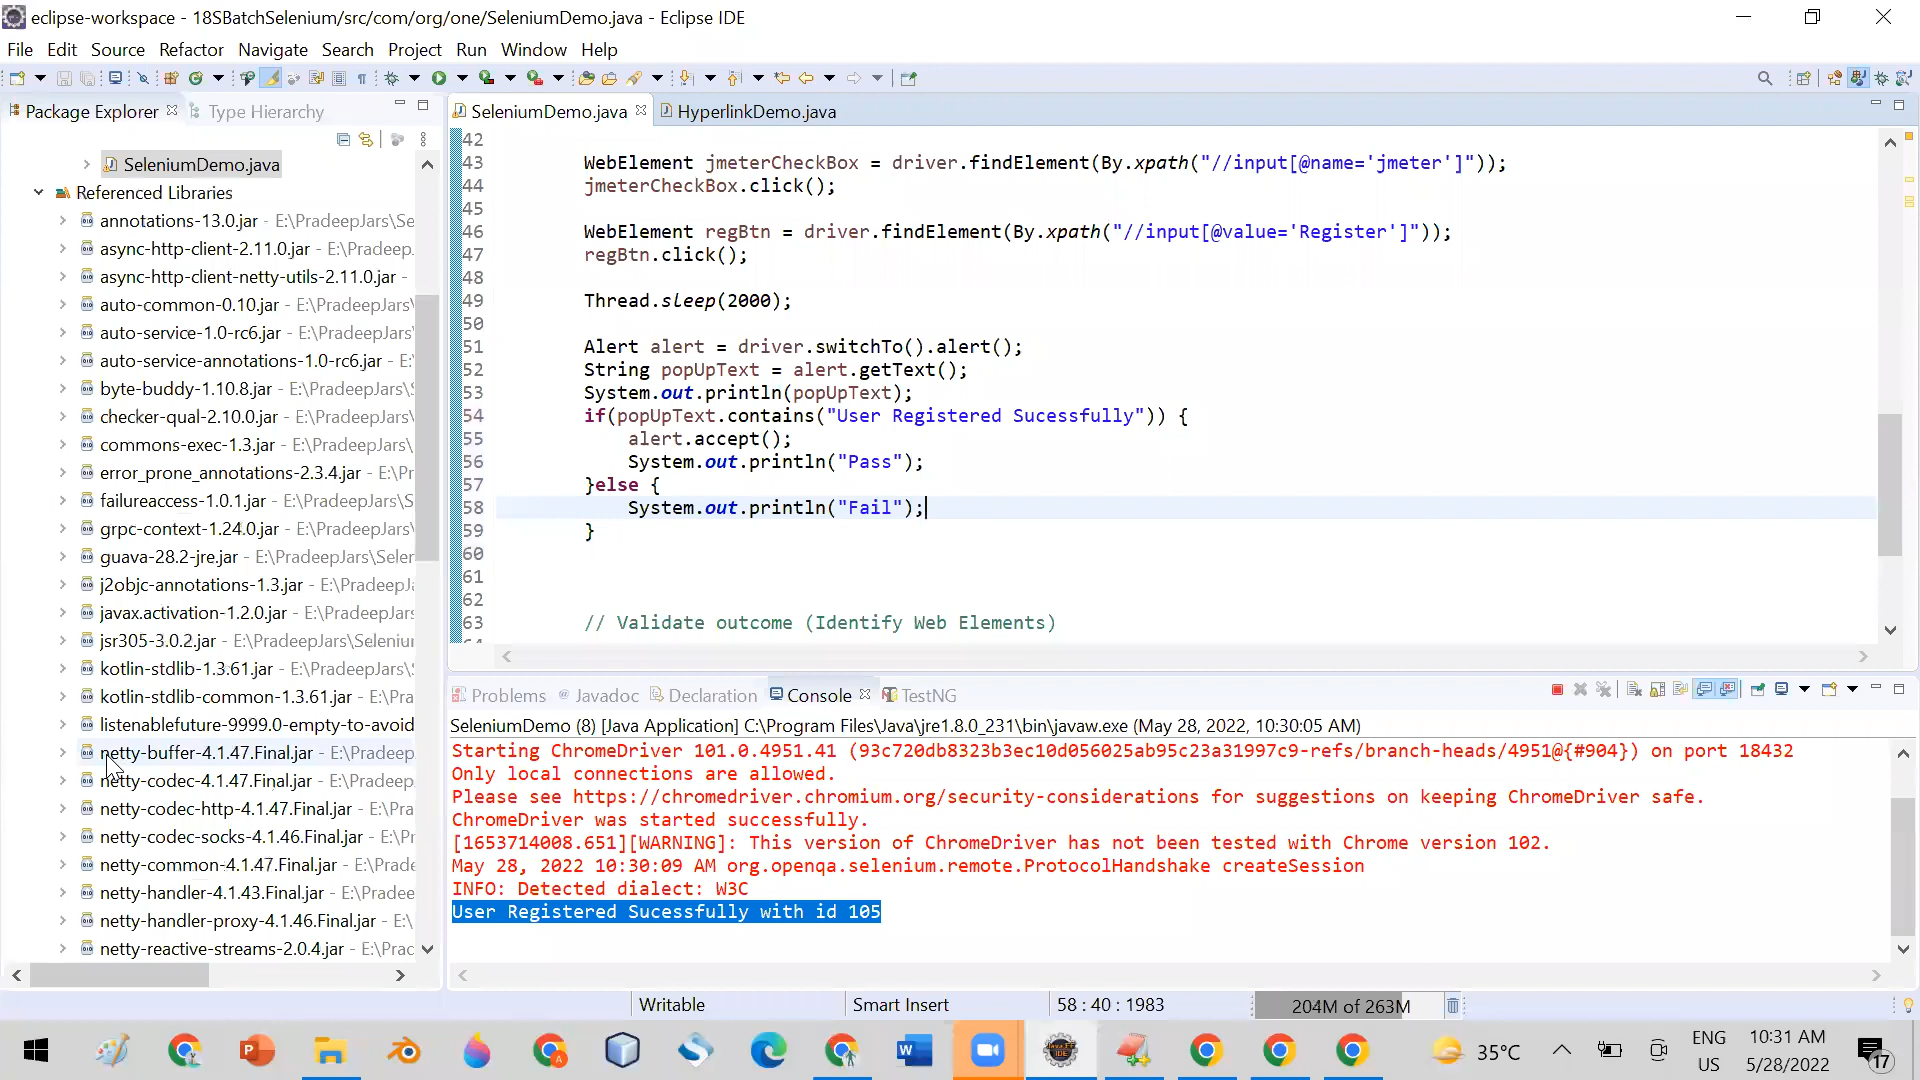 eclipse-workspace - 18SBatchSelenium/src/com/org/one/SeleniumDemo.java - Eclipse IDE
File Edit Source Refactor Navigate Search Project Run Window Help
Package Explorer Type Hierarchy
SeleniumDemo.java
Referenced Libraries
annotations-13.0.jar - E:\PradeepJars\Se
async-http-client-2.11.0.jar - E:\Pradeep
async-http-client-netty-utils-2.11.0.jar -
auto-common-0.10.jar - E:\PradeepJars\
auto-service-1.0-rc6.jar - E:\PradeepJars\
auto-service-annotations-1.0-rc6.jar - E:
byte-buddy-1.10.8.jar - E:\PradeepJars\S
checker-qual-2.10.0.jar - E:\PradeepJars\
commons-exec-1.3.jar - E:\PradeepJars\
error_prone_annotations-2.3.4.jar - E:\Pr
failureaccess-1.0.1.jar - E:\PradeepJars\S
grpc-context-1.24.0.jar - E:\PradeepJars\
guava-28.2-jre.jar - E:\PradeepJars\Seler
j2objc-annotations-1.3.jar - E:\PradeepJa
javax.activation-1.2.0.jar - E:\PradeepJars
jsr305-3.0.2.jar - E:\PradeepJars\Seleniur
kotlin-stdlib-1.3.61.jar - E:\PradeepJars\S
kotlin-stdlib-common-1.3.61.jar - E:\Pra
listenablefuture-9999.0-empty-to-avoid
netty-buffer-4.1.47.Final.jar - E:\Pradeep
netty-codec-4.1.47.Final.jar - E:\Pradeep
netty-codec-http-4.1.47.Final.jar - E:\Pra
netty-codec-socks-4.1.46.Final.jar - E:\Pr
netty-common-4.1.47.Final.jar - E:\Prade
netty-handler-4.1.43.Final.jar - E:\Prade
netty-handler-proxy-4.1.46.Final.jar - E:\
netty-reactive-streams-2.0.4.jar - E:\Prac
SeleniumDemo.java HyperlinkDemo.java
42
43 WebElement jmeterCheckBox = driver.findElement(By.xpath("//input[@name='jmeter']"));
44 jmeterCheckBox.click();
45
46 WebElement regBtn = driver.findElement(By.xpath("//input[@value='Register']"));
47 regBtn.click();
48
49 Thread.sleep(2000);
50
51 Alert alert = driver.switchTo().alert();
52 String popUpText = alert.getText();
53 System.out.println(popUpText);
54 if(popUpText.contains("User Registered Sucessfully")) {
55 alert.accept();
56 System.out.println("Pass");
57 }else {
58 System.out.println("Fail");
59 }
60
61
62
63 // Validate outcome (Identify Web Elements)
Problems @ Javadoc Declaration Console TestNG
SeleniumDemo (8) [Java Application] C:\Program Files\Java\jre1.8.0_231\bin\javaw.exe (May 28, 2022, 10:30:05 AM)
Starting ChromeDriver 101.0.4951.41 (93c720db8323b3ec10d056025ab95c23a31997c9-refs/branch-heads/4951@{#904}) on port 18432
Only local connections are allowed.
Please see https://chromedriver.chromium.org/security-considerations for suggestions on keeping ChromeDriver safe.
ChromeDriver was started successfully.
[1653714008.651][WARNING]: This version of ChromeDriver has not been tested with Chrome version 102.
May 28, 2022 10:30:09 AM org.openqa.selenium.remote.ProtocolHandshake createSession
INFO: Detected dialect: W3C
User Registered Sucessfully with id 105
Writable Smart Insert 58 : 40 : 1983 204M of 263M
35°C ENG US 10:31 AM 5/28/2022 17